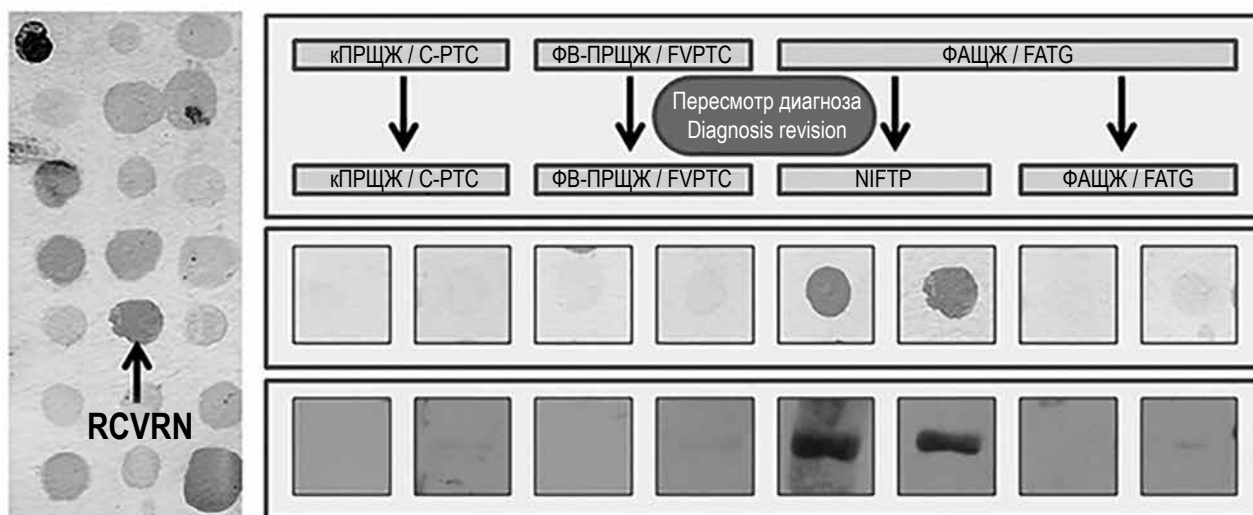 кПРЩЖ / C-PTC
ФВ-ПРЩЖ / FVPTC
ФАЩЖ / FATG
Пересмотр диагноза
Diagnosis revision
кПРЩЖ / C-PTC
ФВ-ПРЩЖ / FVPTC
NIFTP
ФАЩЖ / FATG
RCVRN